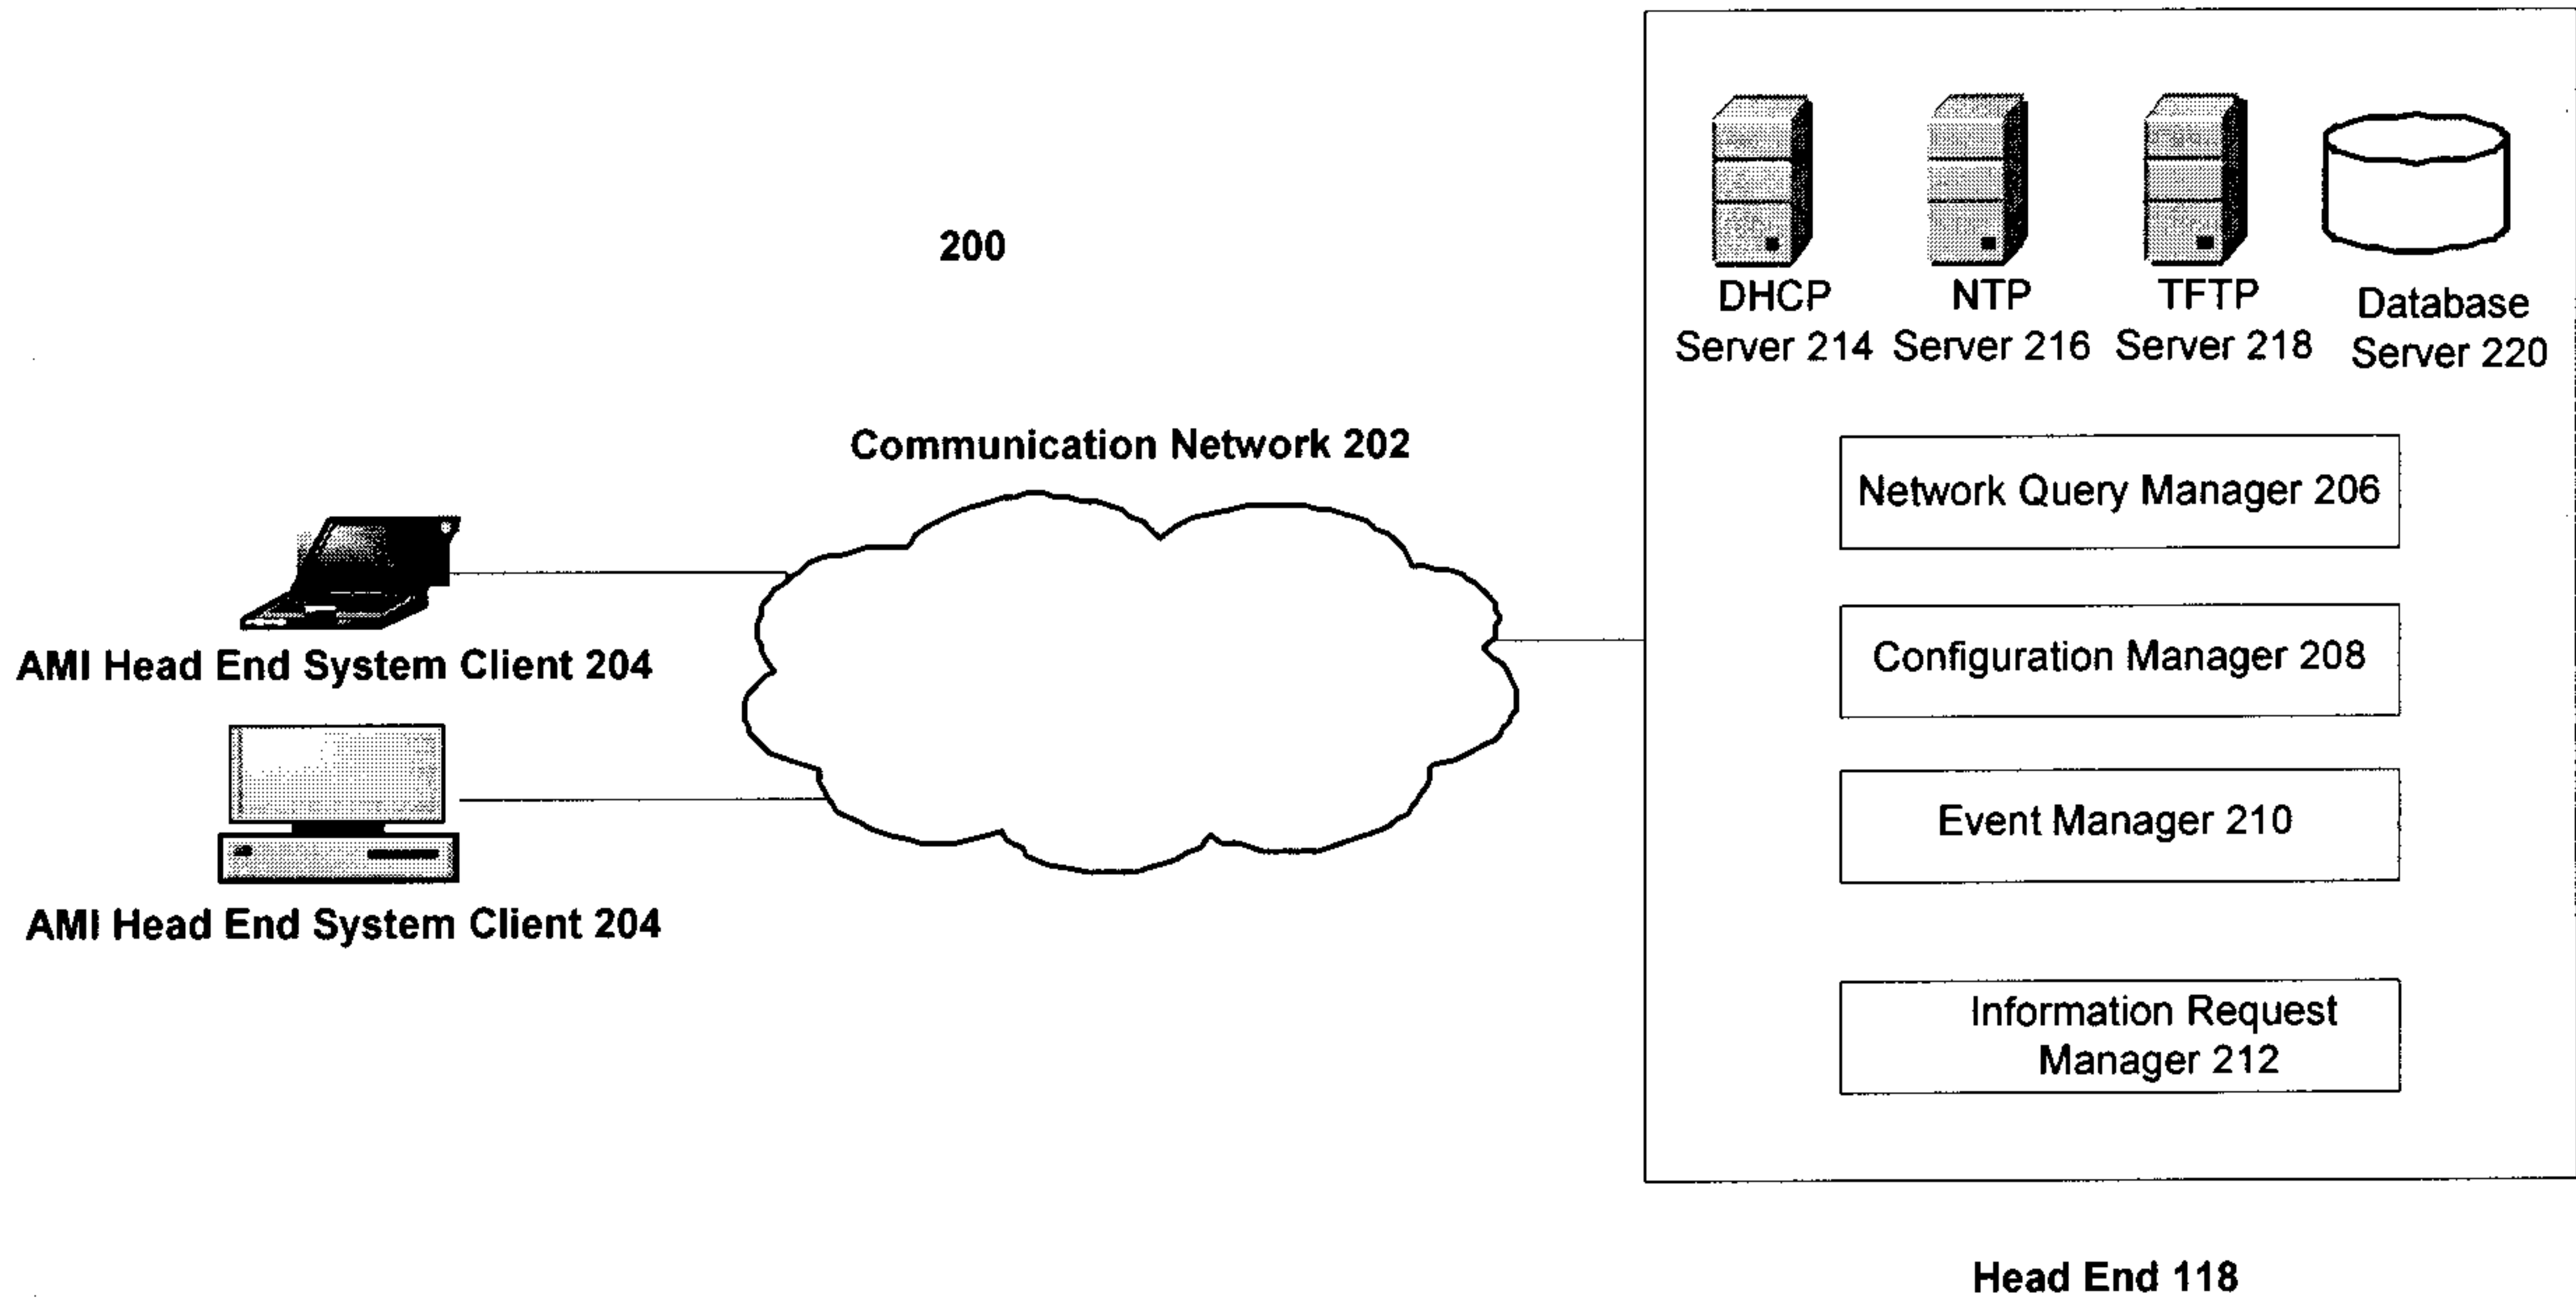 200
Communication Network 202
AMI Head End System Client 204
AMI Head End System Client 204
DHCP
Server 214
NTP
Server 216
TFTP
Server 218
Database
Server 220
Network Query Manager 206
Configuration Manager 208
Event Manager 210
Information Request
Manager 212
Head End 118